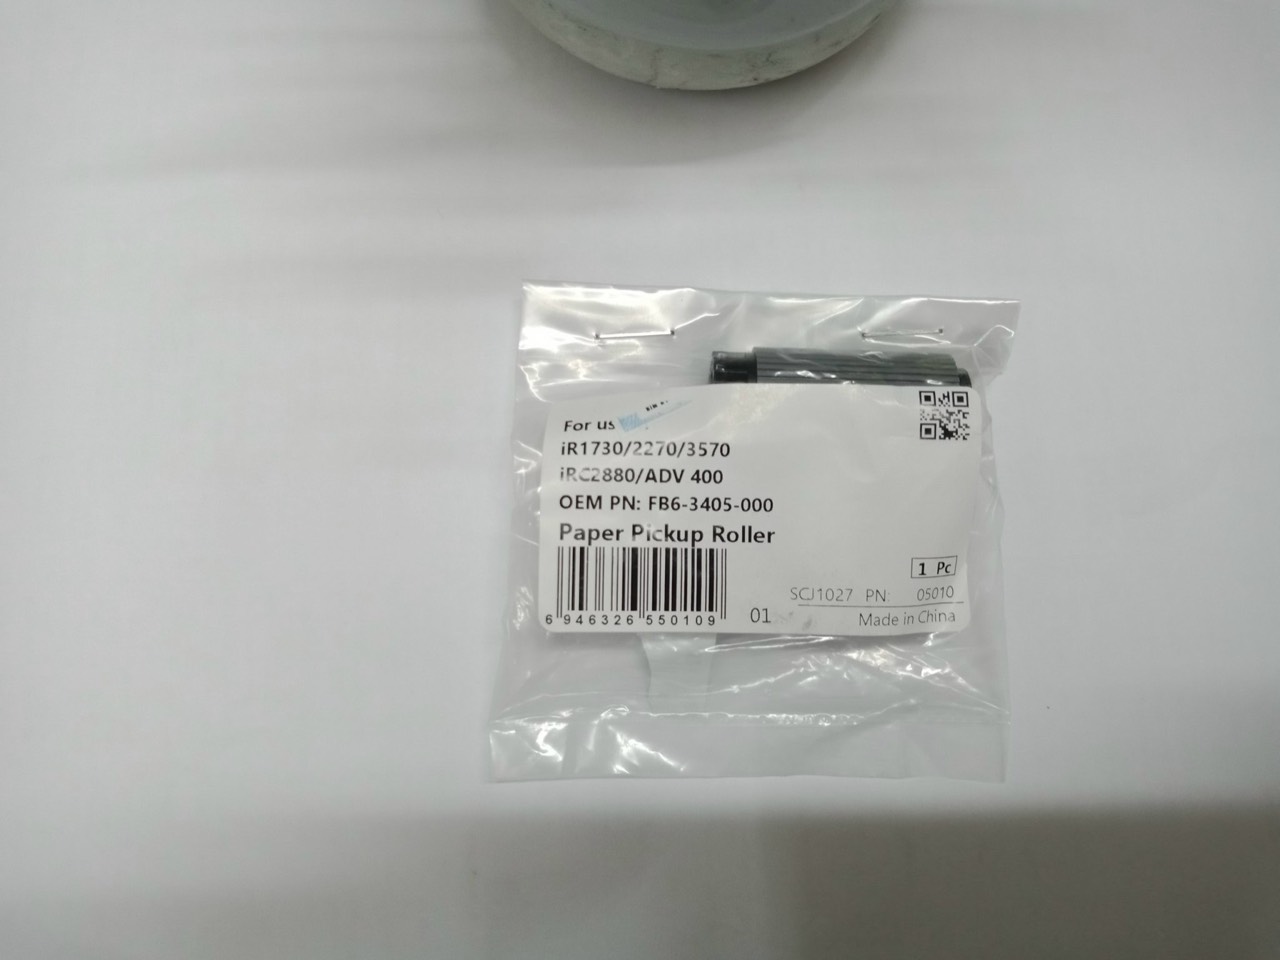 For us
iR1730/2270/3570
iRC2880/ADV 400
OEM PN: FB6-3405-000
Paper Pickup Roller
1 Pc
SCJ1027 PN: 05010
6 946326 550109
01
Made in China